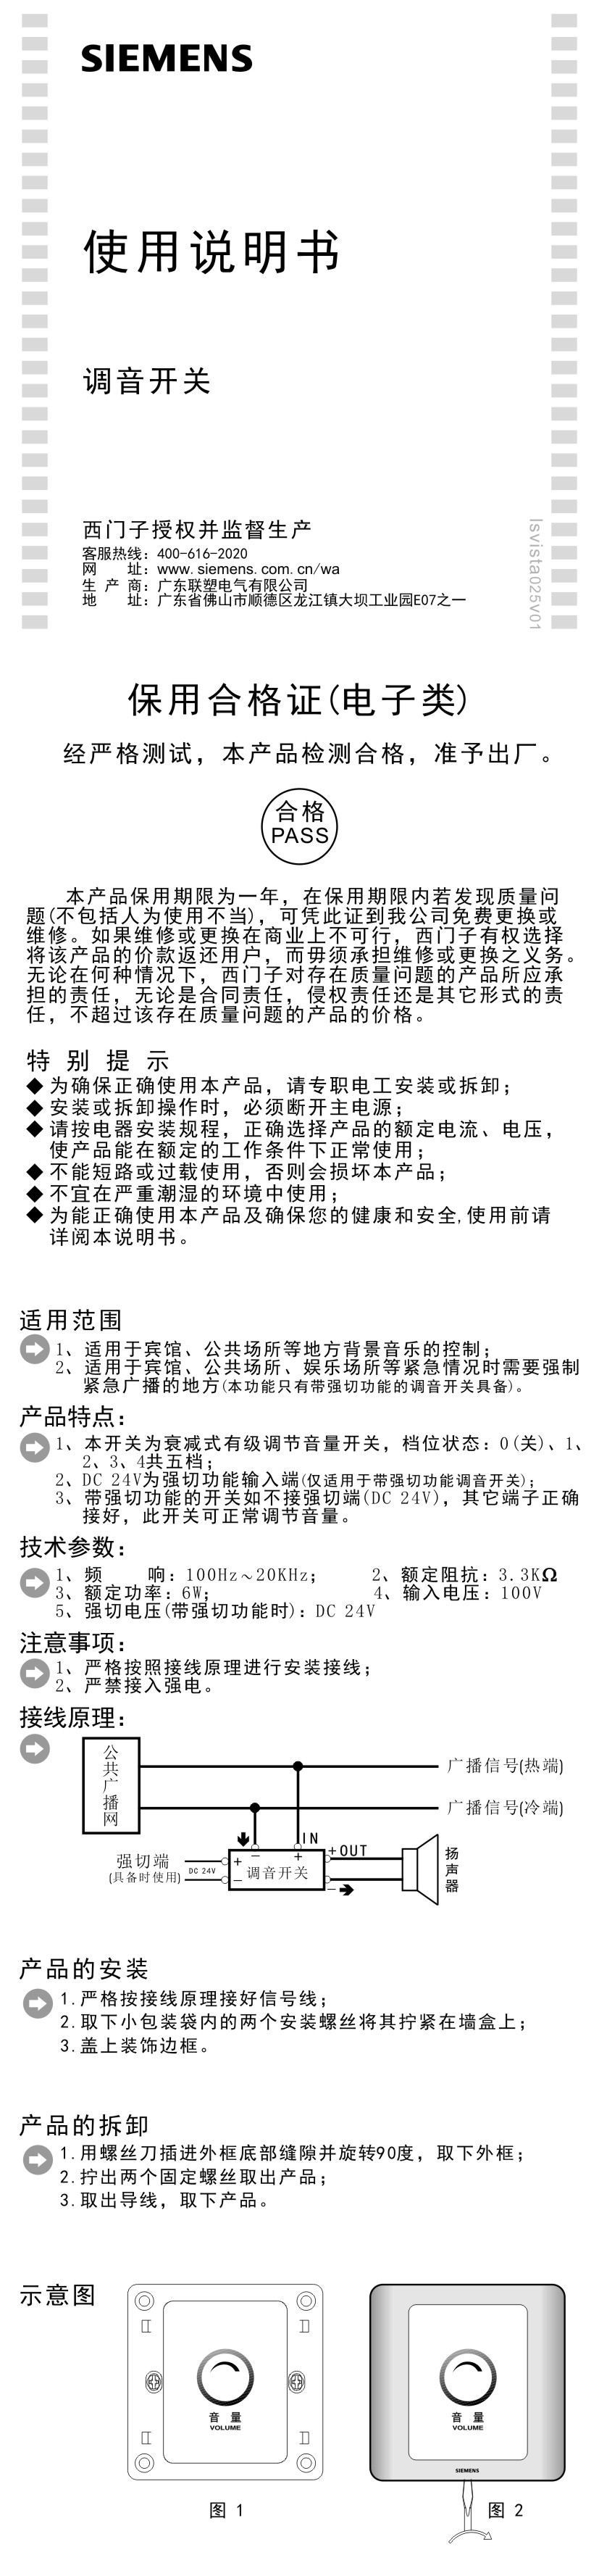 SIEMENS
使用说明书
调音开关
西门子授权并监督生产
客服热线：400-616-2020
网　　址：www.siemens.com.cn/wa
生 产 商：广东联塑电气有限公司
地　　址：广东省佛山市顺德区龙江镇大坝工业园E07之一
lsvista025v01
保用合格证(电子类)
经严格测试，本产品检测合格，准予出厂。
合格
PASS
本产品保用期限为一年，在保用期限内若发现质量问
题(不包括人为使用不当)，可凭此证到我公司免费更换或
维修。如果维修或更换在商业上不可行，西门子有权选择
将该产品的价款返还用户，而毋须承担维修或更换之义务。
无论在何种情况下，西门子对存在质量问题的产品所应承
担的责任，无论是合同责任，侵权责任还是其它形式的责
任，不超过该存在质量问题的产品的价格。
特别提示
◆为确保正确使用本产品，请专职电工安装或拆卸；
◆安装或拆卸操作时，必须断开主电源；
◆请按电器安装规程，正确选择产品的额定电流、电压，
使产品能在额定的工作条件下正常使用；
◆不能短路或过载使用，否则会损坏本产品；
◆不宜在严重潮湿的环境中使用；
◆为能正确使用本产品及确保您的健康和安全,使用前请
详阅本说明书。
适用范围
1、适用于宾馆、公共场所等地方背景音乐的控制；
2、适用于宾馆、公共场所、娱乐场所等紧急情况时需要强制
紧急广播的地方(本功能只有带强切功能的调音开关具备)。
产品特点：
1、本开关为衰减式有级调节音量开关，档位状态：0(关)、1、
2、3、4共五档；
2、DC 24V为强切功能输入端(仅适用于带强切功能调音开关)；
3、带强切功能的开关如不接强切端(DC 24V)，其它端子正确
接好，此开关可正常调节音量。
技术参数：
1、频　　响：100Hz～20KHz；　　2、额定阻抗：3.3KΩ
3、额定功率：6W；　　4、输入电压：100V
5、强切电压(带强切功能时)：DC 24V
注意事项：
1、严格按照接线原理进行安装接线；
2、严禁接入强电。
接线原理：
公共广播网
广播信号(热端)
广播信号(冷端)
IN
− +
+OUT
强切端
(具备时使用)
DC 24V
+
−
调音开关
−
扬声器
产品的安装
1.严格按接线原理接好信号线；
2.取下小包装袋内的两个安装螺丝将其拧紧在墙盒上；
3.盖上装饰边框。
产品的拆卸
1.用螺丝刀插进外框底部缝隙并旋转90度，取下外框；
2.拧出两个固定螺丝取出产品；
3.取出导线，取下产品。
示意图
音 量
VOLUME
图 1
音 量
VOLUME
SIEMENS
图 2